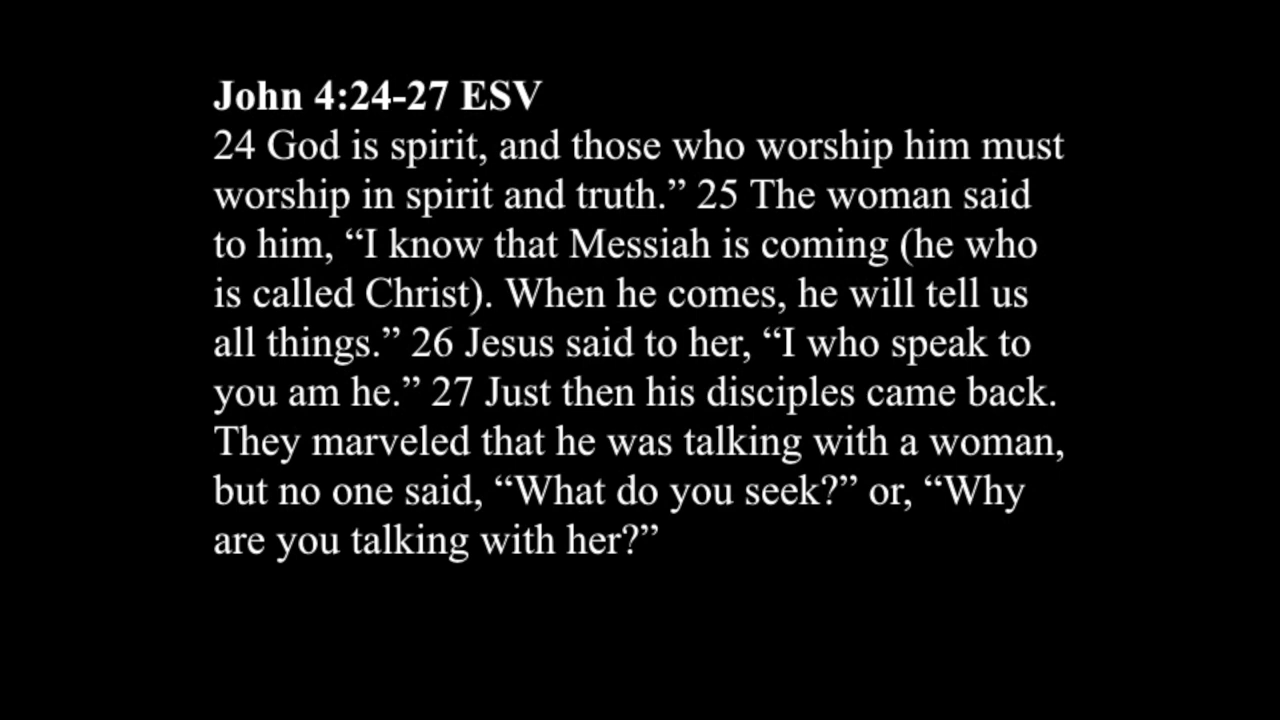 John 4:24-27 ESV
24 God is spirit, and those who worship him must
worship in spirit and truth.” 25 The woman said
to him, “I know that Messiah is coming (he who
is called Christ). When he comes, he will tell us
all things.” 26 Jesus said to her, “I who speak to
you am he.” 27 Just then his disciples came back.
They marveled that he was talking with a woman,
but no one said, “What do you seek?” or, “Why
are you talking with her?”